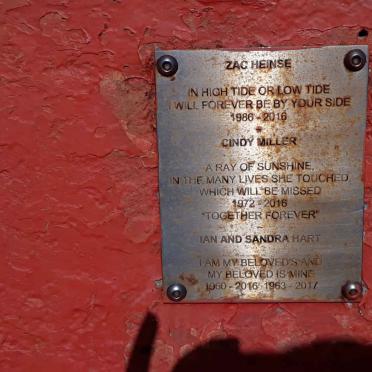 ZAC HEINSE
IN HIGH TIDE OR LOW TIDE
I WILL FOREVER BE BY YOUR SIDE
1986 - 2016
~
CINDY MILLER
A RAY OF SUNSHINE,
IN THE MANY LIVES SHE TOUCHED
WHICH WILL BE MISSED
1972 - 2016
"TOGETHER FOREVER"
~
IAN AND SANDRA HART
I AM MY BELOVED'S AND
MY BELOVED IS MINE
1960 - 2016 1963 - 2017